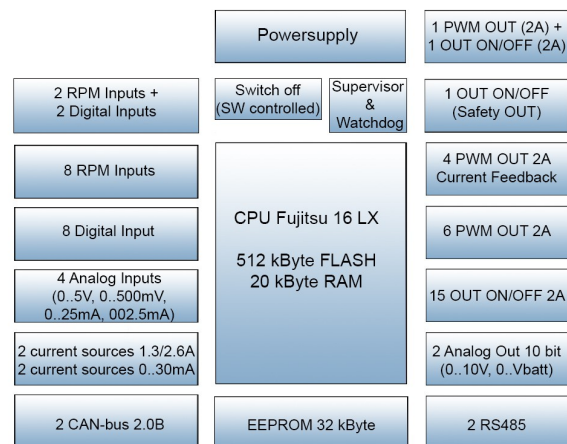 Powersupply
1 PWM OUT (2A) +
1 OUT ON/OFF (2A)
2 RPM Inputs +
2 Digital Inputs
Switch off
(SW controlled)
Supervisor
&
Watchdog
1 OUT ON/OFF
(Safety OUT)
8 RPM Inputs
CPU Fujitsu 16 LX
512 kByte FLASH
20 kByte RAM
4 PWM OUT 2A
Current Feedback
8 Digital Input
6 PWM OUT 2A
4 Analog Inputs
(0..5V, 0..500mV,
0..25mA, 002.5mA)
15 OUT ON/OFF 2A
2 current sources 1.3/2.6A
2 current sources 0..30mA
2 Analog Out 10 bit
(0..10V, 0..Vbatt)
2 CAN-bus 2.0B
EEPROM 32 kByte
2 RS485